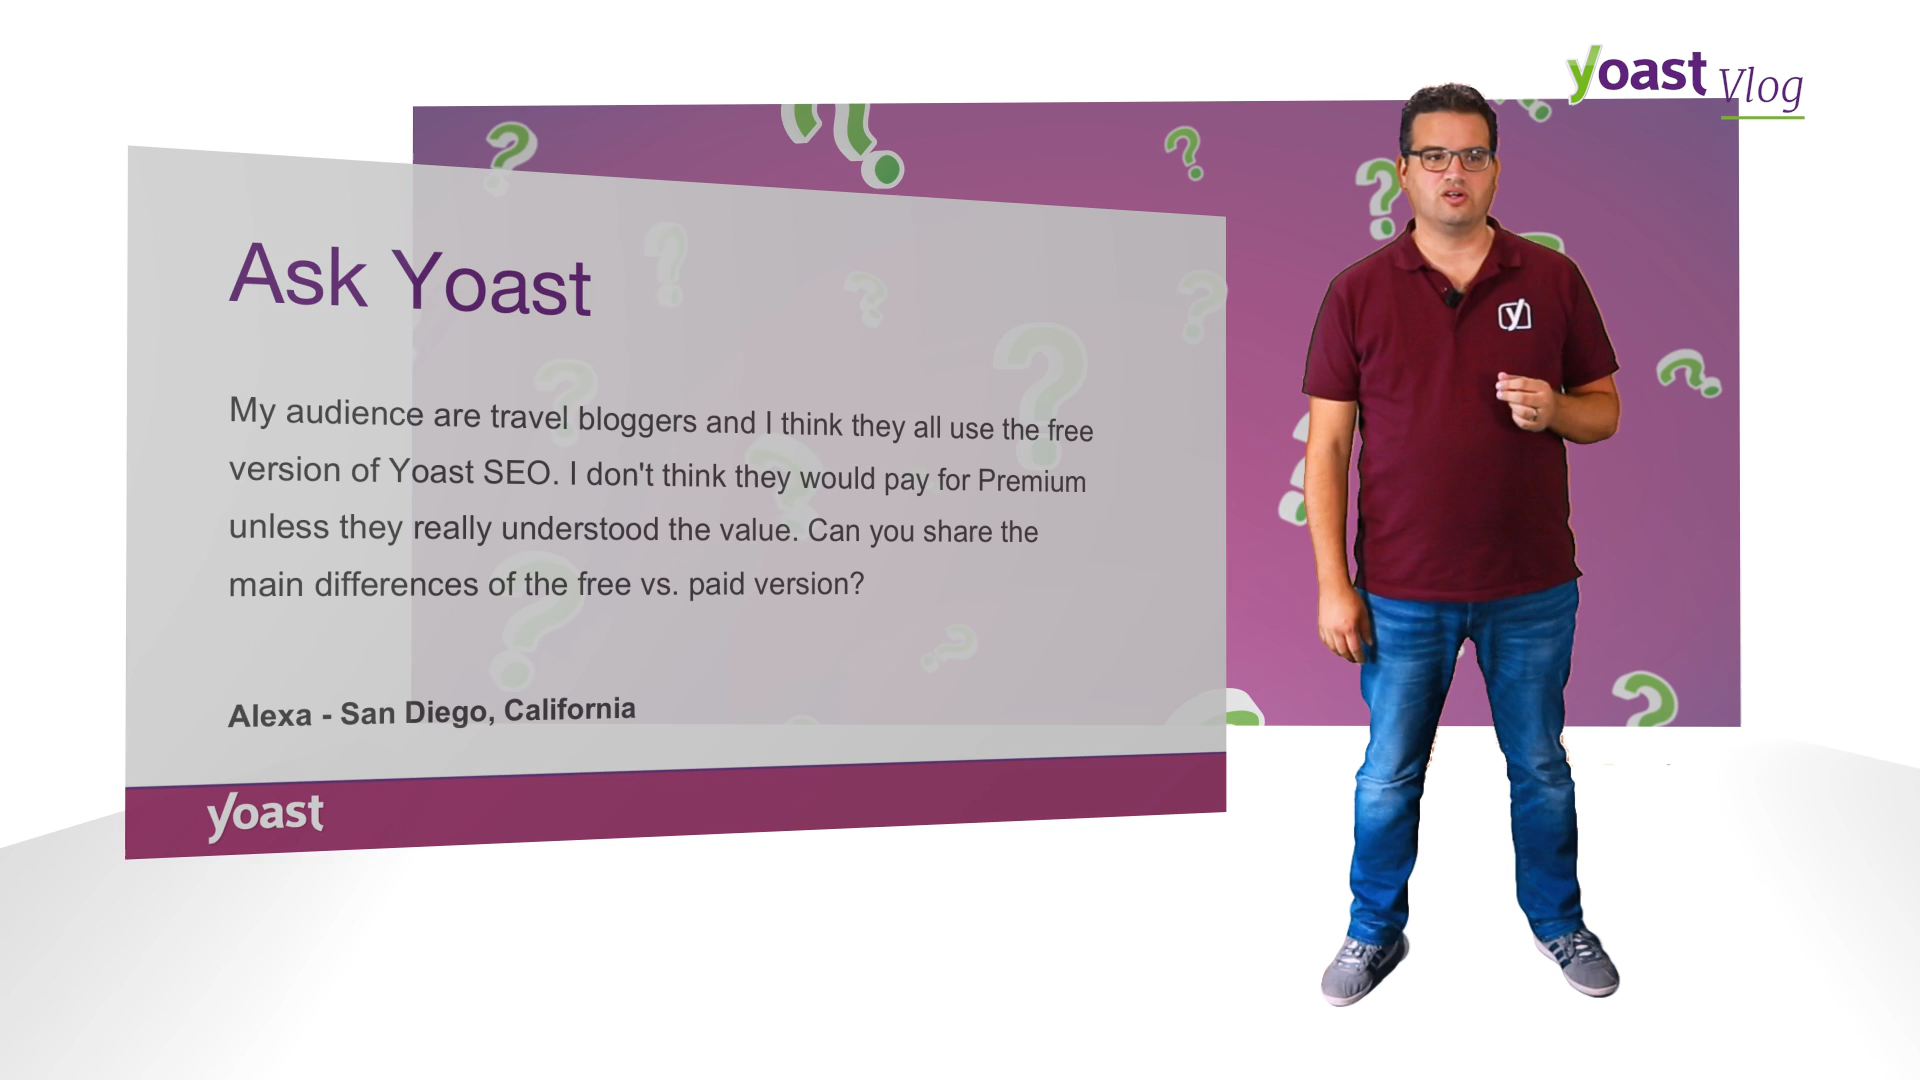 yoast Vlog
Ask Yoast
My audience are travel bloggers and I think they all use the free
version of Yoast SEO. I don't think they would pay for Premium
unless they really understood the value. Can you share the
main differences of the free vs. paid version?
Alexa - San Diego, California
yoast
y